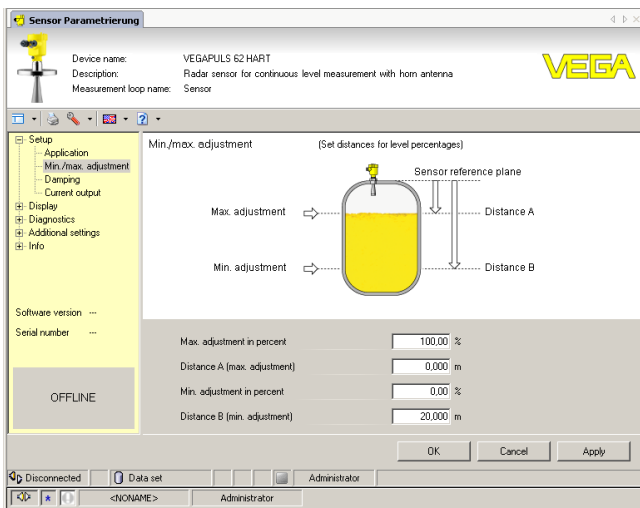 Sensor Parametrierung
Device name: VEGAPULS 62 HART
Description: Radar sensor for continuous level measurement with horn antenna
Measurement loop name: Sensor
VEGA
Setup
Application
Min./max. adjustment
Damping
Current output
Display
Diagnostics
Additional settings
Info
Software version ---
Serial number ---
OFFLINE
Min./max. adjustment (Set distances for level percentages)
Sensor reference plane
Max. adjustment
Distance A
Min. adjustment
Distance B
Max. adjustment in percent 100,00 %
Distance A (max. adjustment) 0,000 m
Min. adjustment in percent 0,00 %
Distance B (min. adjustment) 20,000 m
OK Cancel Apply
Disconnected Data set Administrator
<NONAME> Administrator